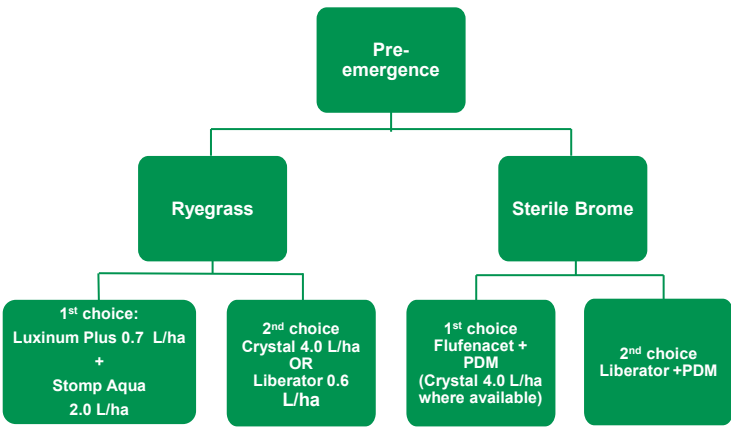 Pre-
emergence
Ryegrass
Sterile Brome
1st choice:
Luxinum Plus 0.7 L/ha
+
Stomp Aqua
2.0 L/ha
2nd choice
Crystal 4.0 L/ha
OR
Liberator 0.6
L/ha
1st choice
Flufenacet +
PDM
(Crystal 4.0 L/ha
where available)
2nd choice
Liberator +PDM